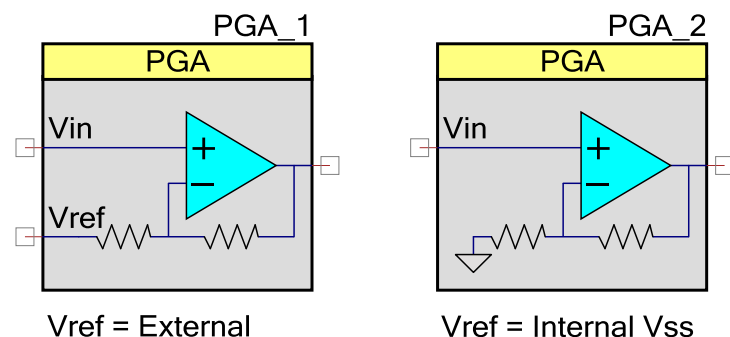 PGA_1
PGA
Vin
+
−
Vref
Vref = External
PGA_2
PGA
Vin
+
−
Vref = Internal Vss